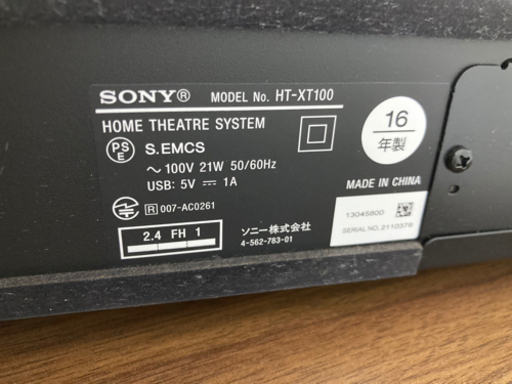 SONY® MODEL No. HT-XT100
HOME THEATRE SYSTEM
PS E S.EMCS
～ 100V 21W 50/60Hz
USB: 5V ⎓ 1A
R 007-AC0261
2.4 FH 1
ソニー株式会社
4-562-783-01
16
年製
MADE IN CHINA
1304580D
SERIAL NO. 2110378